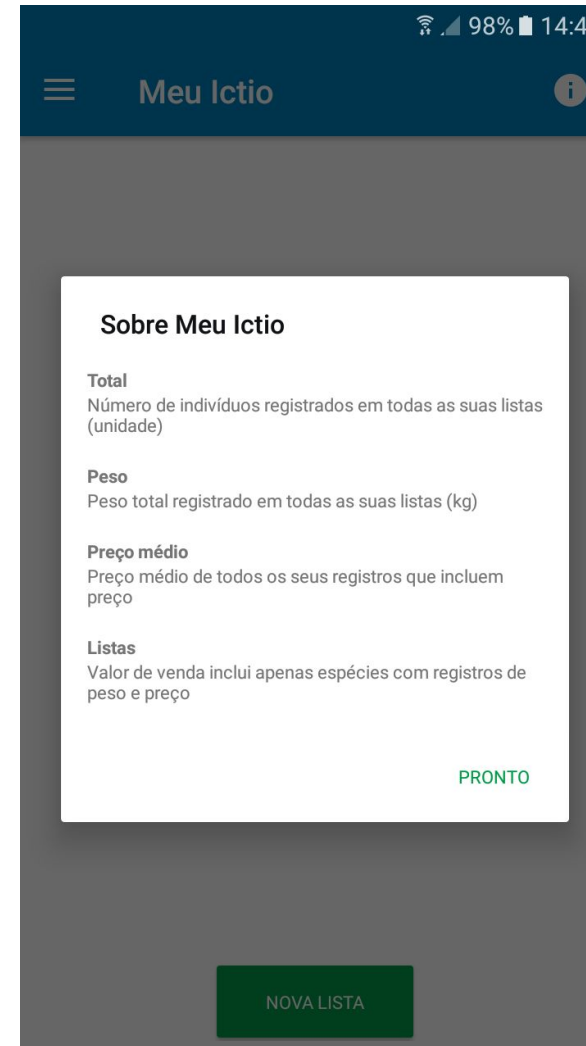 98% 14:4
Meu Ictio
Sobre Meu Ictio
Total
Número de indivíduos registrados em todas as suas listas
(unidade)
Peso
Peso total registrado em todas as suas listas (kg)
Preço médio
Preço médio de todos os seus registros que incluem
preço
Listas
Valor de venda inclui apenas espécies com registros de
peso e preço
PRONTO
NOVA LISTA